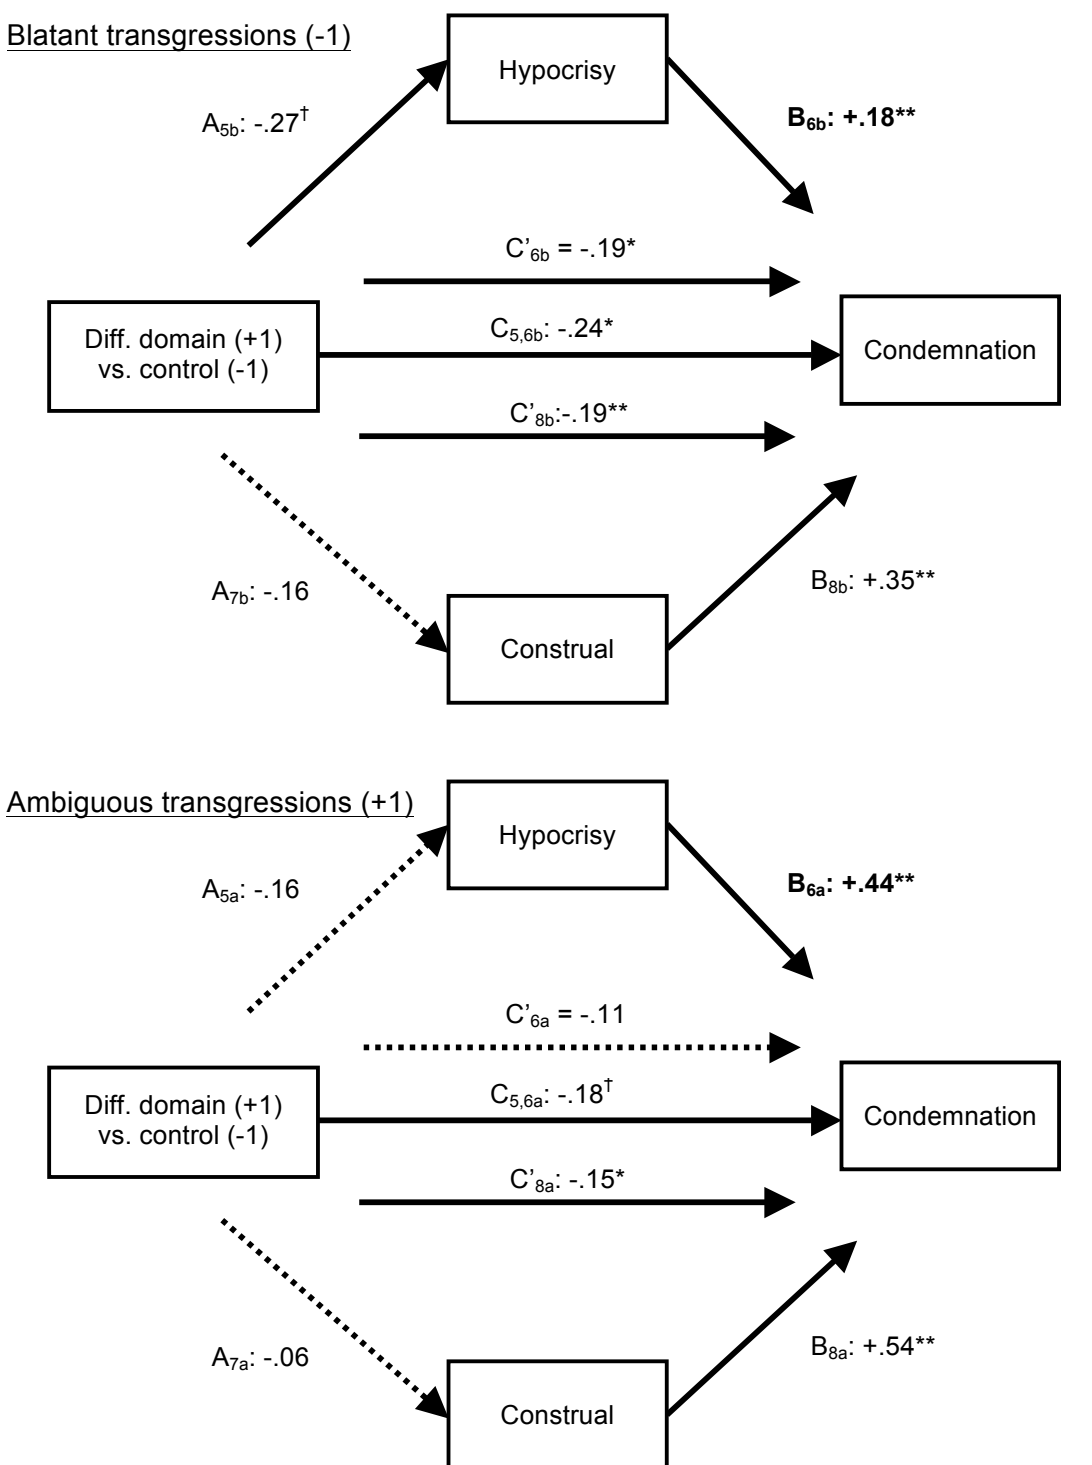 Blatant transgressions (-1)
Hypocrisy
A5b: -.27†
B6b: +.18**
C’6b = -.19*
Diff. domain (+1)
vs. control (-1)
C5,6b: -.24*
Condemnation
C’8b:-.19**
A7b: -.16
B8b: +.35**
Construal
Ambiguous transgressions (+1)
Hypocrisy
A5a: -.16
B6a: +.44**
C’6a = -.11
Diff. domain (+1)
vs. control (-1)
C5,6a: -.18†
Condemnation
C’8a: -.15*
A7a: -.06
B8a: +.54**
Construal